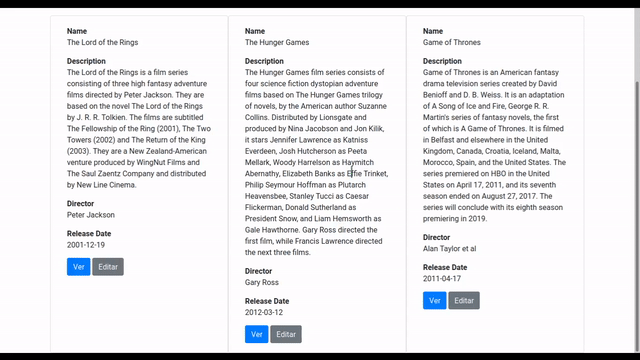 Name
The Lord of the Rings
Description
The Lord of the Rings is a film series
consisting of three high fantasy adventure
films directed by Peter Jackson. They are
based on the novel The Lord of the Rings
by J. R. R. Tolkien. The films are subtitled
The Fellowship of the Ring (2001), The Two
Towers (2002) and The Return of the King
(2003). They are a New Zealand-American
venture produced by WingNut Films and
The Saul Zaentz Company and distributed
by New Line Cinema.
Director
Peter Jackson
Release Date
2001-12-19
Ver
Editar
Name
The Hunger Games
Description
The Hunger Games film series consists of
four science fiction dystopian adventure
films based on The Hunger Games trilogy
of novels, by the American author Suzanne
Collins. Distributed by Lionsgate and
produced by Nina Jacobson and Jon Kilik,
it stars Jennifer Lawrence as Katniss
Everdeen, Josh Hutcherson as Peeta
Mellark, Woody Harrelson as Haymitch
Abernathy, Elizabeth Banks as Effie Trinket,
Philip Seymour Hoffman as Plutarch
Heavensbee, Stanley Tucci as Caesar
Flickerman, Donald Sutherland as
President Snow, and Liam Hemsworth as
Gale Hawthorne. Gary Ross directed the
first film, while Francis Lawrence directed
the next three films.
Director
Gary Ross
Release Date
2012-03-12
Ver
Editar
Name
Game of Thrones
Description
Game of Thrones is an American fantasy
drama television series created by David
Benioff and D. B. Weiss. It is an adaptation
of A Song of Ice and Fire, George R. R.
Martin's series of fantasy novels, the first
of which is A Game of Thrones. It is filmed
in Belfast and elsewhere in the United
Kingdom, Canada, Croatia, Iceland, Malta,
Morocco, Spain, and the United States. The
series premiered on HBO in the United
States on April 17, 2011, and its seventh
season ended on August 27, 2017. The
series will conclude with its eighth season
premiering in 2019.
Director
Alan Taylor et al
Release Date
2011-04-17
Ver
Editar